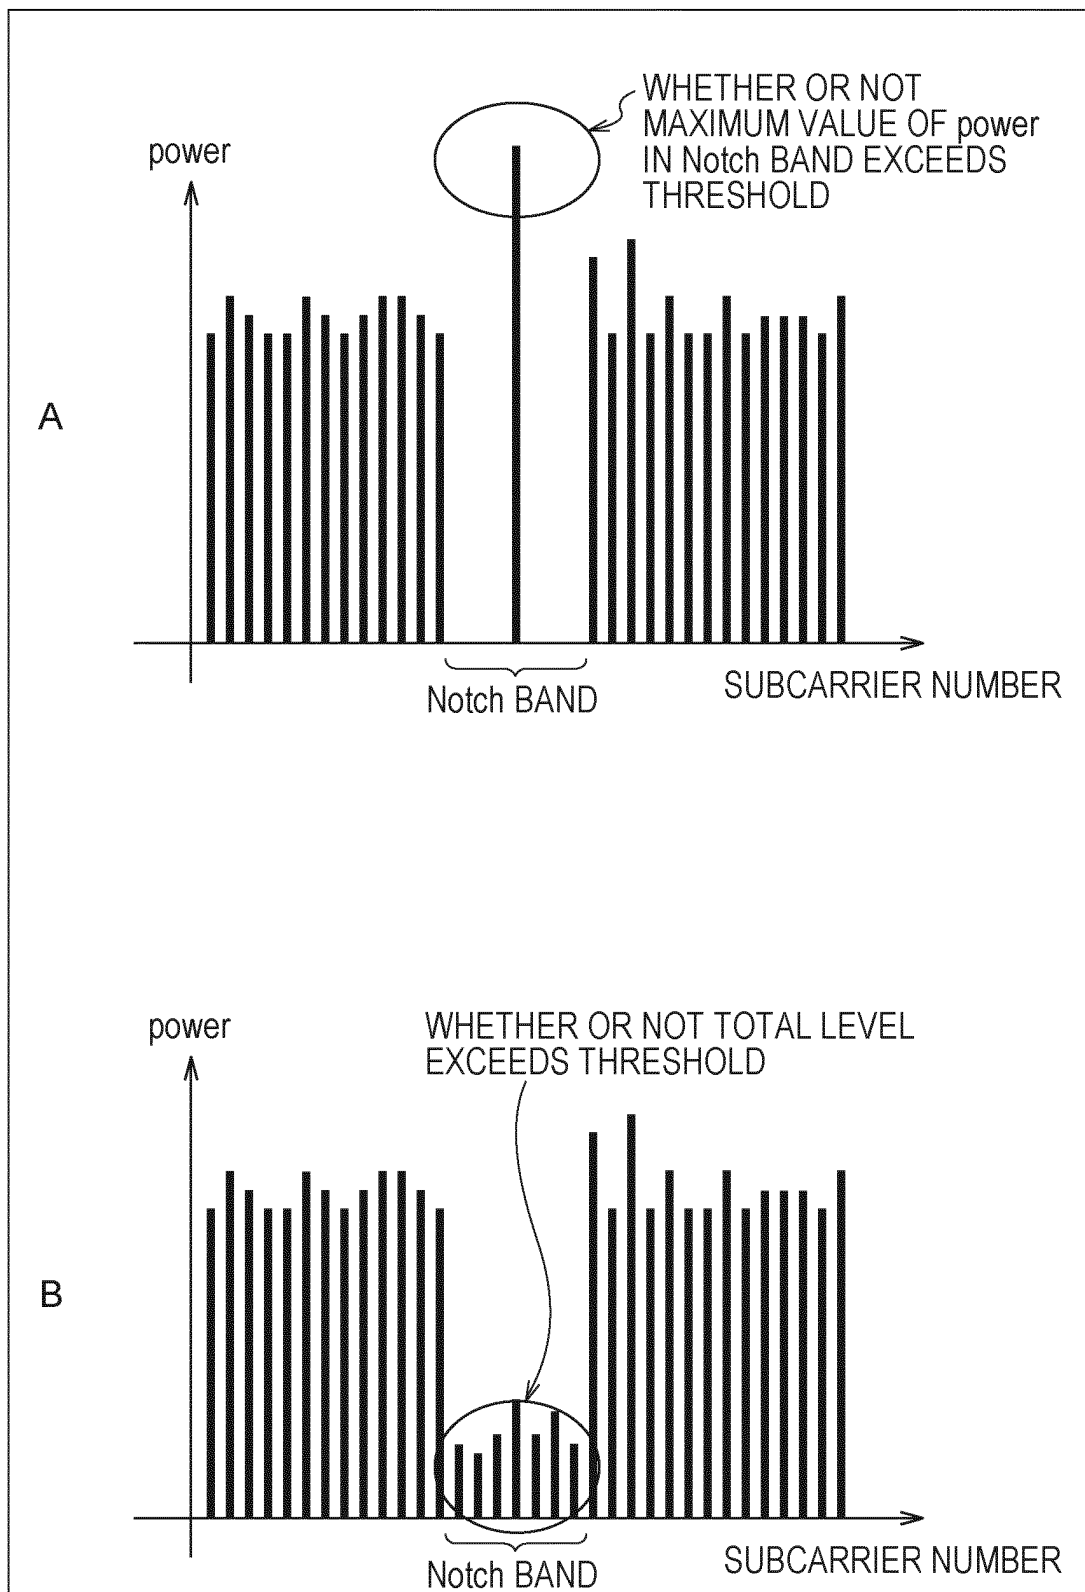 WHETHER OR NOT
MAXIMUM VALUE OF power
IN Notch BAND EXCEEDS
THRESHOLD
power
A
Notch BAND
SUBCARRIER NUMBER
WHETHER OR NOT TOTAL LEVEL
EXCEEDS THRESHOLD
power
B
Notch BAND
SUBCARRIER NUMBER